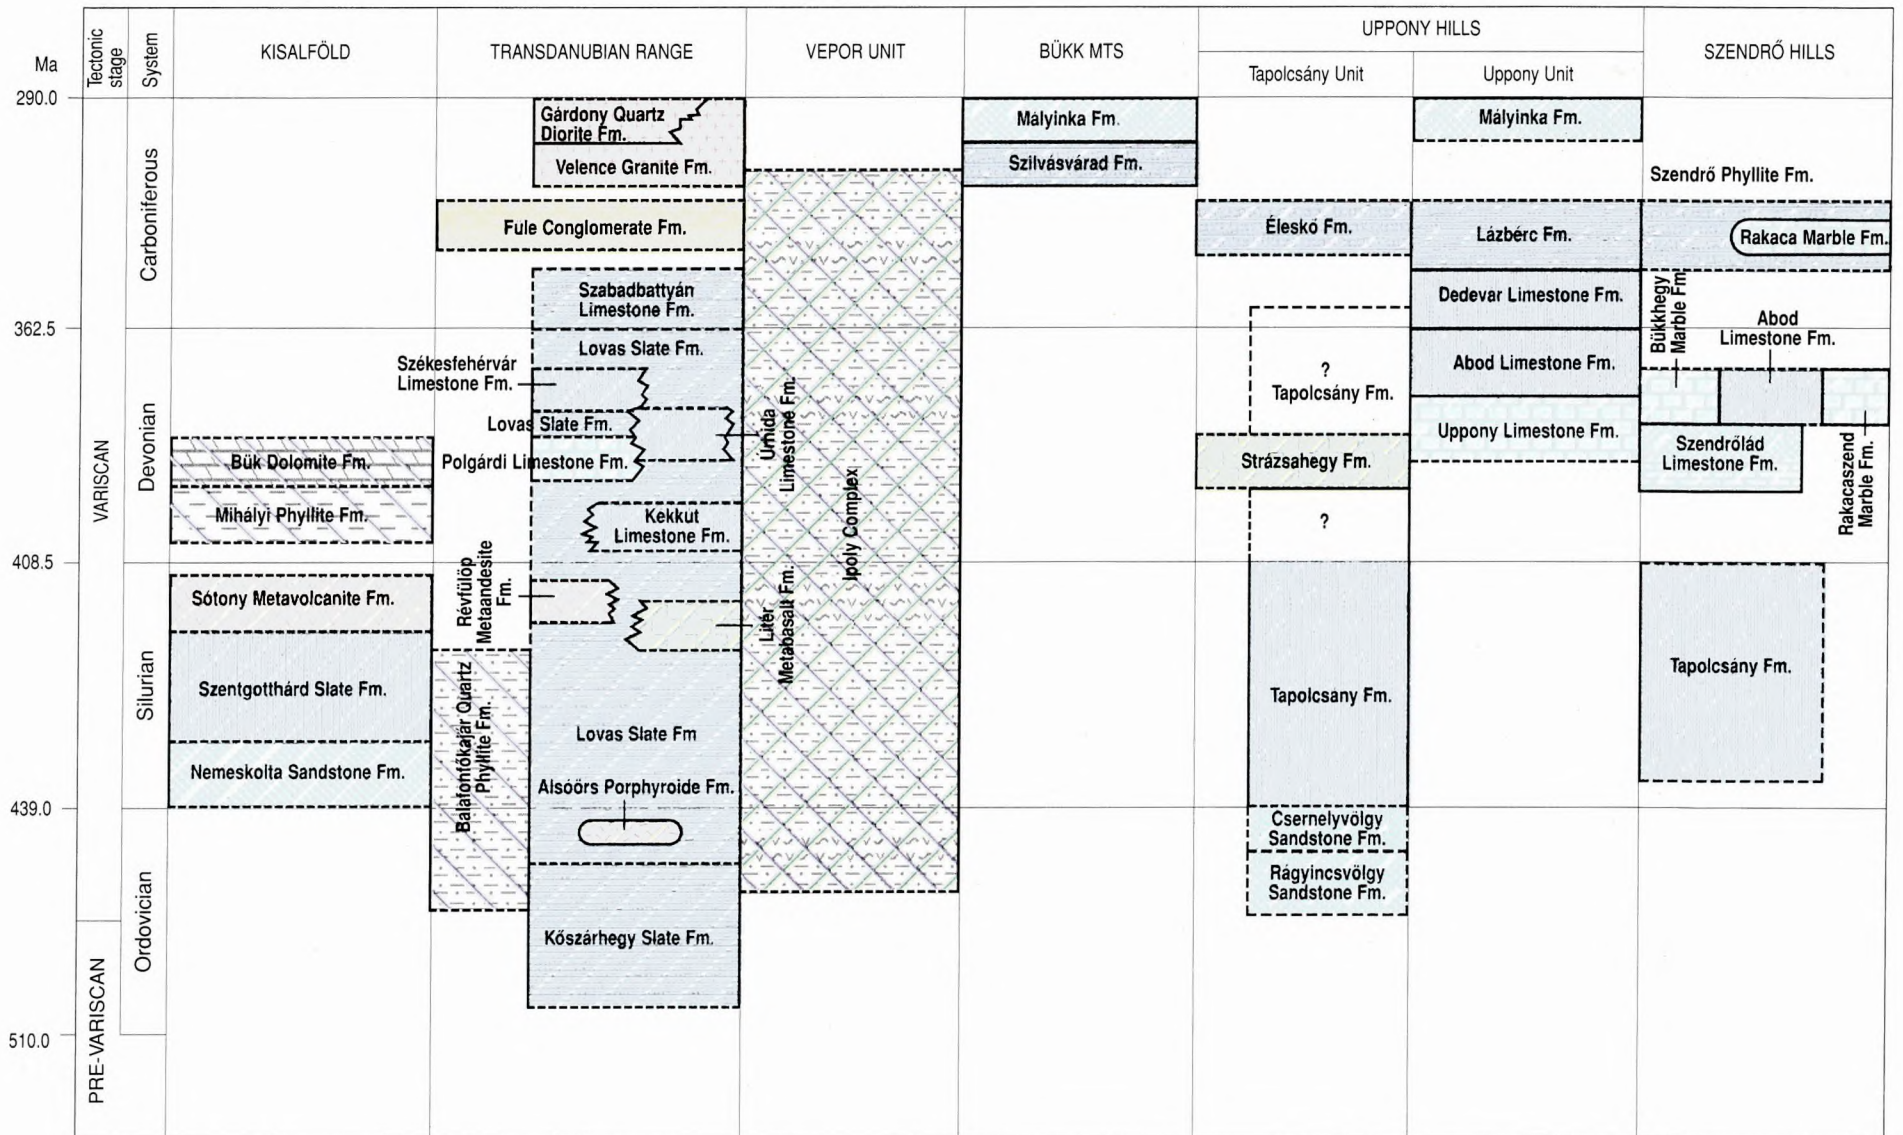 Ma
Tectonic
stage
System
KISALFÖLD
TRANSDANUBIAN RANGE
VEPOR UNIT
BÜKK MTS
UPPONY HILLS
Tapolcsány Unit
Uppony Unit
SZENDRŐ HILLS
290.0
362.5
408.5
439.0
510.0
VARISCAN
PRE-VARISCAN
Carboniferous
Devonian
Silurian
Ordovician
Bük Dolomite Fm.
Mihályi Phyllite Fm.
Sótony Metavolcanite Fm.
Szentgotthárd Slate Fm.
Nemeskolta Sandstone Fm.
Gárdony Quartz
Diorite Fm.
Velence Granite Fm.
Fule Conglomerate Fm.
Szabadbattyán
Limestone Fm.
Lovas Slate Fm.
Székesfehérvár
Limestone Fm.
Lovas Slate Fm.
Polgárdi Limestone Fm.
Kekkut
Limestone Fm.
Révfülöp
Metaandesite
Fm.
Balafontőkajár Quartz
Phyllite Fm.
Lovas Slate Fm
Alsóörs Porphyroide Fm.
Kőszárhegy Slate Fm.
Urhida
Limestone Fm.
Litér
Metabasalt Fm.
Ipoly Complex
Mályinka Fm.
Szilvásvárad Fm.
Éleskő Fm.
?
Tapolcsány Fm.
Strázsahegy Fm.
?
Tapolcsany Fm.
Csernelyvölgy
Sandstone Fm.
Rágyincsvölgy
Sandstone Fm.
Mályinka Fm.
Lázbérc Fm.
Dedevar Limestone Fm.
Abod Limestone Fm.
Uppony Limestone Fm.
Szendrő Phyllite Fm.
Rakaca Marble Fm.
Bükkhegy
Marble Fm
Abod
Limestone Fm.
Szendrőlád
Limestone Fm.
Rakacaszend
Marble Fm.
Tapolcsány Fm.